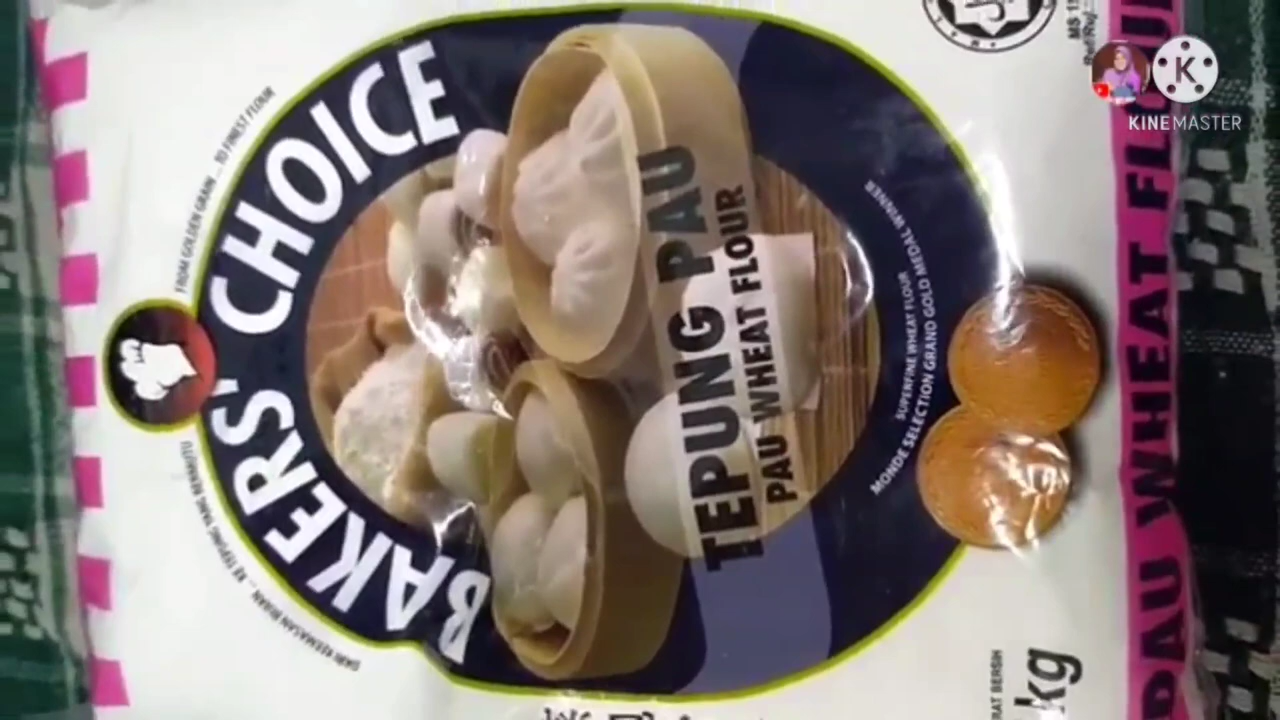 BAKERS' CHOICE
FROM GOLDEN GRAIN ... TO FINEST FLOUR
TEPUNG PAU
PAU WHEAT FLOUR
SUPERFINE WHEAT FLOUR
MONDE SELECTION GRAND GOLD MEDAL WINNER
kg
PAU WHEAT FLOUR
K
KINEMASTER